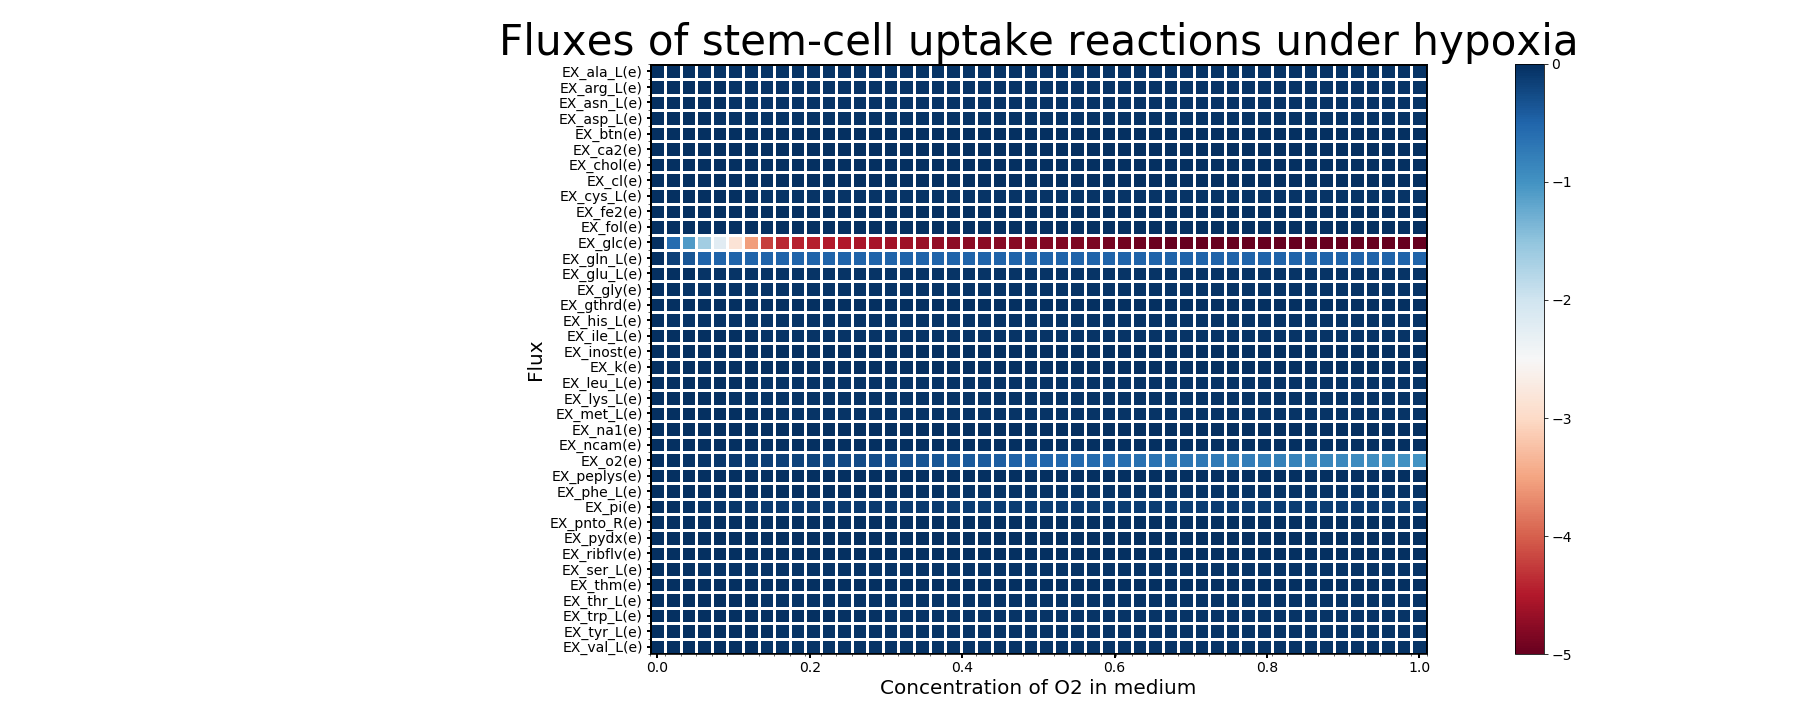 Fluxes of stem-cell uptake reactions under hypoxia
EX_ala_L(e)
EX_arg_L(e)
EX_asn_L(e)
EX_asp_L(e)
EX_btn(e)
EX_ca2(e)
EX_chol(e)
EX_cl(e)
EX_cys_L(e)
EX_fe2(e)
EX_fol(e)
EX_glc(e)
EX_gln_L(e)
EX_glu_L(e)
EX_gly(e)
EX_gthrd(e)
EX_his_L(e)
EX_ile_L(e)
EX_inost(e)
EX_k(e)
EX_leu_L(e)
EX_lys_L(e)
EX_met_L(e)
EX_na1(e)
EX_ncam(e)
EX_o2(e)
EX_peplys(e)
EX_phe_L(e)
EX_pi(e)
EX_pnto_R(e)
EX_pydx(e)
EX_ribflv(e)
EX_ser_L(e)
EX_thm(e)
EX_thr_L(e)
EX_trp_L(e)
EX_tyr_L(e)
EX_val_L(e)
Flux
0.0 0.2 0.4 0.6 0.8 1.0
Concentration of O2 in medium
0
−1
−2
−3
−4
−5